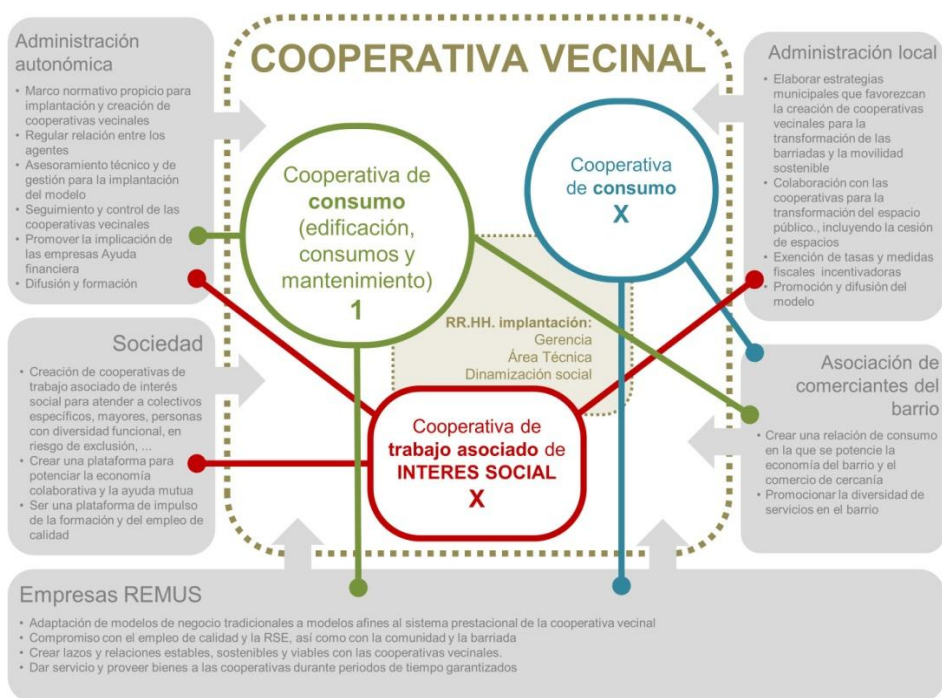 COOPERATIVA VECINAL
Administración
autonómica
• Marco normativo propicio para
implantación y creación de
cooperativas vecinales
• Regular relación entre los
agentes
• Asesoramiento técnico y de
gestión para la implantación
del modelo
• Seguimiento y control de las
cooperativas vecinales
• Promover la implicación de
las empresas Ayuda
financiera
• Difusión y formación
Sociedad
• Creación de cooperativas de
trabajo asociado de interés
social para atender a colectivos
específicos, mayores, personas
con diversidad funcional, en
riesgo de exclusión, ...
• Crear una plataforma para
potenciar la economía
colaborativa y la ayuda mutua
• Ser una plataforma de impulso
de la formación y del empleo de
calidad
Cooperativa de
consumo
(edificación,
consumos y
mantenimiento)
1
Cooperativa
de consumo
X
RR.HH. implantación:
Gerencia
Área Técnica
Dinamización social
Cooperativa de
trabajo asociado de
INTERES SOCIAL
X
Administración local
• Elaborar estrategias
municipales que favorezcan
la creación de cooperativas
vecinales para la
transformación de las
barriadas y la movilidad
sostenible
• Colaboración con las
cooperativas para la
transformación del espacio
público., incluyendo la cesión
de espacios
• Exención de tasas y medidas
fiscales incentivadoras
• Promoción y difusión del
modelo
Asociación de
comerciantes del
barrio
• Crear una relación de consumo
en la que se potencie la
economía del barrio y el
comercio de cercanía
• Promocionar la diversidad de
servicios en el barrio
Empresas REMUS
• Adaptación de modelos de negocio tradicionales a modelos afines al sistema prestacional de la cooperativa vecinal
• Compromiso con el empleo de calidad y la RSE, así como con la comunidad y la barriada
• Crear lazos y relaciones estables, sostenibles y viables con las cooperativas vecinales.
• Dar servicio y proveer bienes a las cooperativas durante periodos de tiempo garantizados